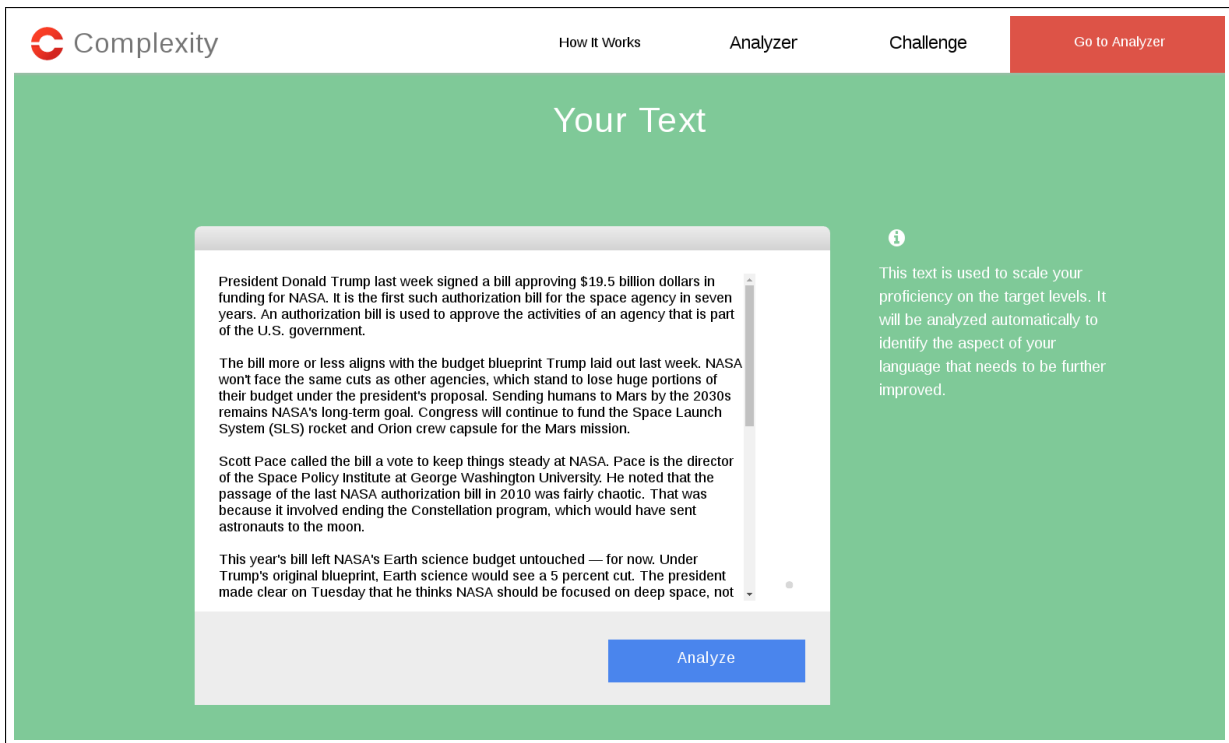 Complexity
How It Works
Analyzer
Challenge
Go to Analyzer
Your Text
President Donald Trump last week signed a bill approving $19.5 billion dollars in
funding for NASA. It is the first such authorization bill for the space agency in seven
years. An authorization bill is used to approve the activities of an agency that is part
of the U.S. government.
The bill more or less aligns with the budget blueprint Trump laid out last week. NASA
won't face the same cuts as other agencies, which stand to lose huge portions of
their budget under the president's proposal. Sending humans to Mars by the 2030s
remains NASA's long-term goal. Congress will continue to fund the Space Launch
System (SLS) rocket and Orion crew capsule for the Mars mission.
Scott Pace called the bill a vote to keep things steady at NASA. Pace is the director
of the Space Policy Institute at George Washington University. He noted that the
passage of the last NASA authorization bill in 2010 was fairly chaotic. That was
because it involved ending the Constellation program, which would have sent
astronauts to the moon.
This year's bill left NASA's Earth science budget untouched — for now. Under
Trump's original blueprint, Earth science would see a 5 percent cut. The president
made clear on Tuesday that he thinks NASA should be focused on deep space, not
Analyze
This text is used to scale your
proficiency on the target levels. It
will be analyzed automatically to
identify the aspect of your
language that needs to be further
improved.